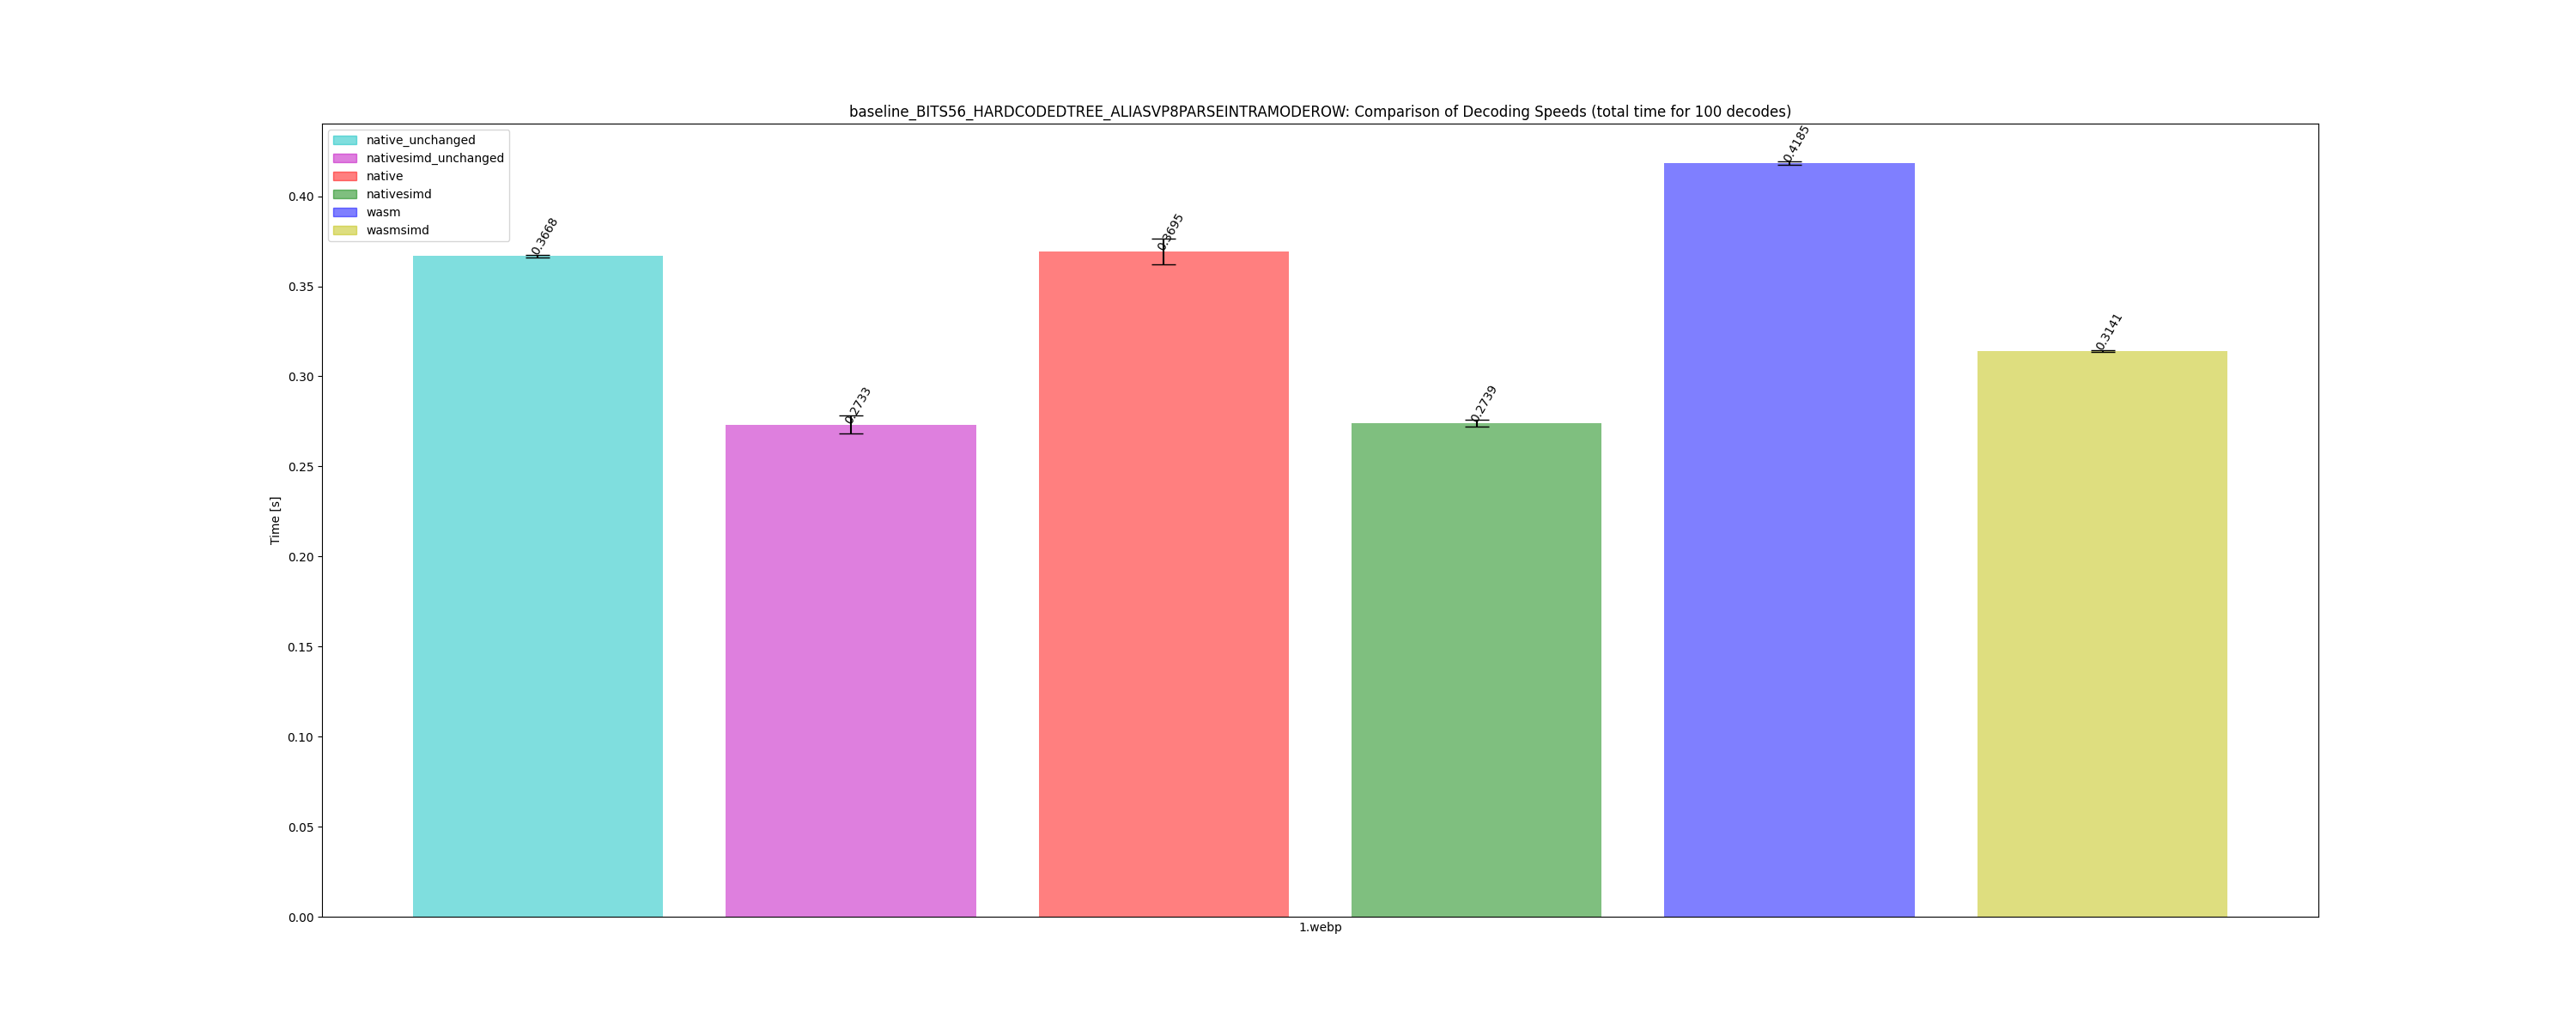 baseline_BITS56_HARDCODEDTREE_ALIASVP8PARSEINTRAMODEROW: Comparison of Decoding Speeds (total time for 100 decodes)
native_unchanged
nativesimd_unchanged
native
nativesimd
wasm
wasmsimd
0.3668
0.2733
0.3695
0.2739
0.4185
0.3141
0.40
0.35
0.30
0.25
0.20
0.15
0.10
0.05
0.00
Time [s]
1.webp